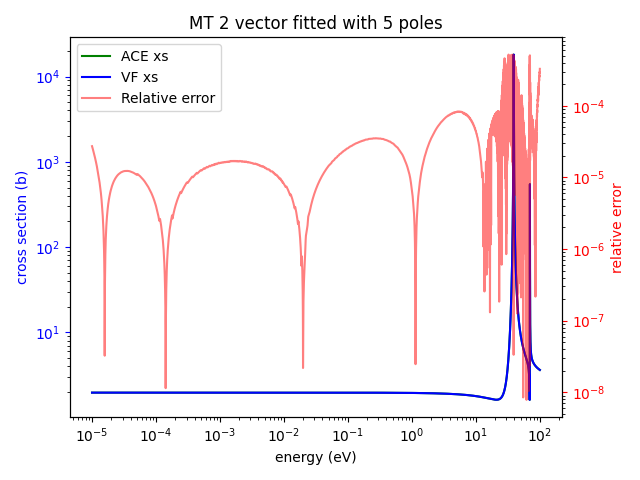 MT 2 vector fitted with 5 poles
ACE xs
VF xs
Relative error
cross section (b)
10⁴
10³
10²
10¹
relative error
10⁻⁴
10⁻⁵
10⁻⁶
10⁻⁷
10⁻⁸
10⁻⁵ 10⁻⁴ 10⁻³ 10⁻² 10⁻¹ 10⁰ 10¹ 10²
energy (eV)